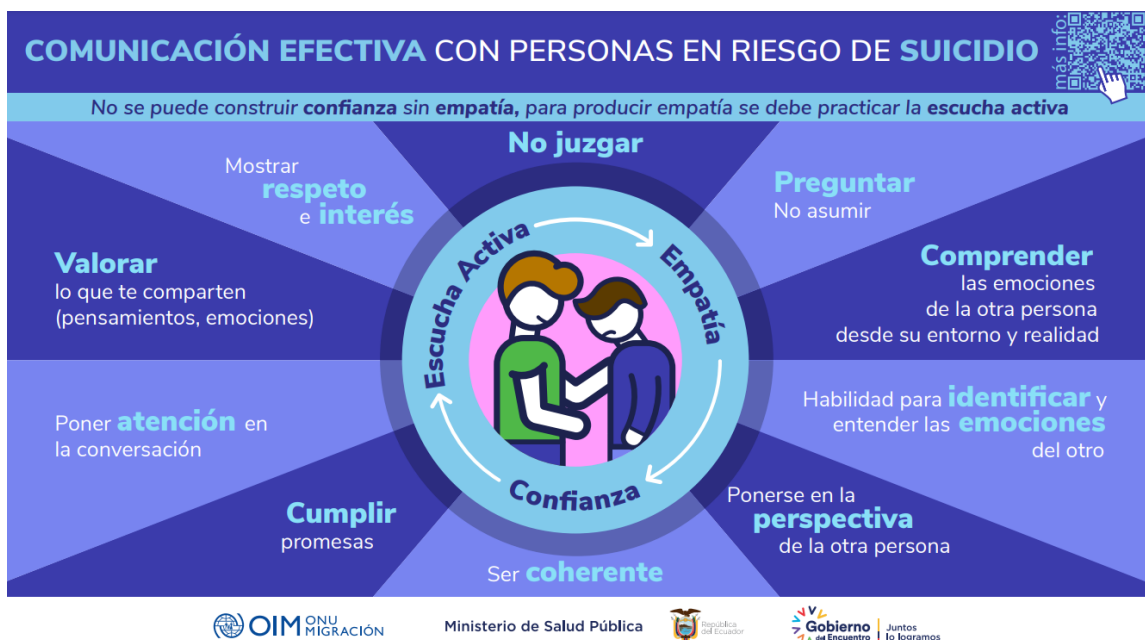 COMUNICACIÓN EFECTIVA CON PERSONAS EN RIESGO DE SUICIDIO
más info:
No se puede construir confianza sin empatía, para producir empatía se debe practicar la escucha activa
No juzgar
Mostrar
respeto
e interés
Preguntar
No asumir
Valorar
lo que te comparten
(pensamientos, emociones)
Comprender
las emociones
de la otra persona
desde su entorno y realidad
Escucha Activa
Empatía
Confianza
Poner atención en
la conversación
Habilidad para identificar y
entender las emociones
del otro
Cumplir
promesas
Ponerse en la
perspectiva
de la otra persona
Ser coherente
OIM ONU
MIGRACIÓN
Ministerio de Salud Pública
República
del Ecuador
Gobierno
del Encuentro
Juntos
lo logramos